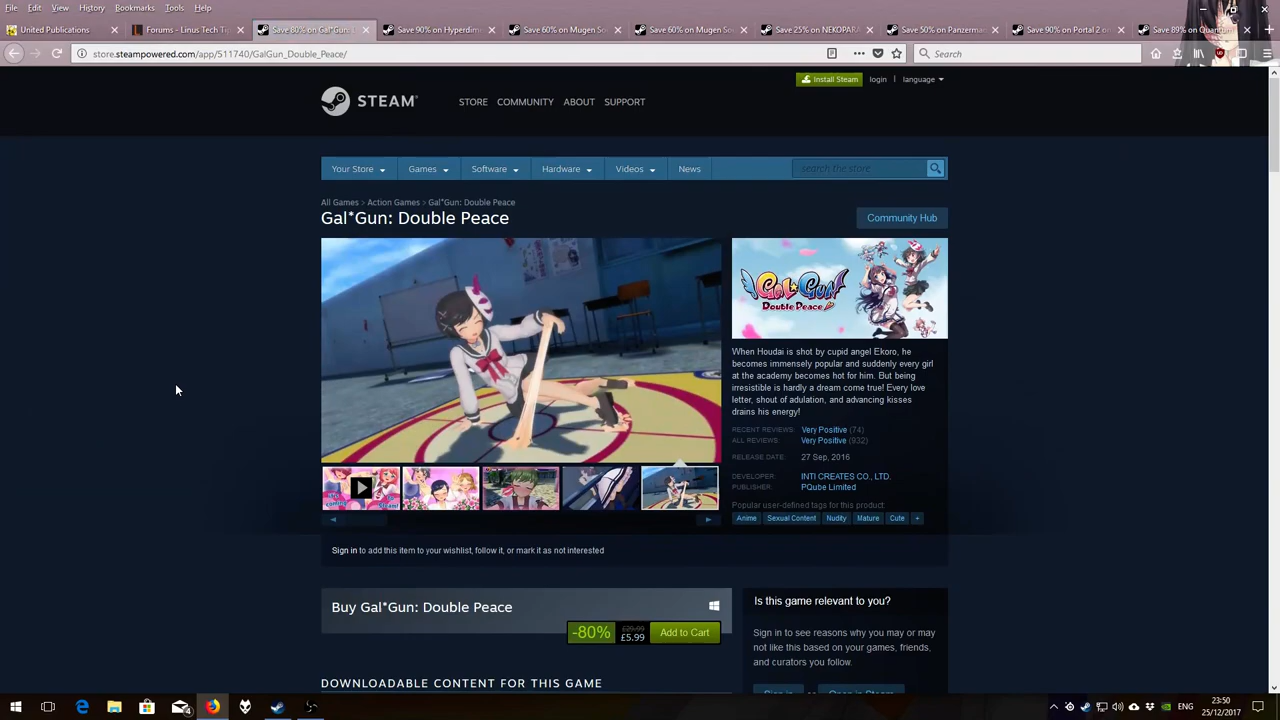 File Edit View History Bookmarks Tools Help
United Publications
Forums - Linus Tech Ti
Save 80% on Gal*Gun:
Save 90% on Hyperdim
Save 60% on Mugen So
Save 60% on Mugen So
Save 25% on NEKOPARA
Save 50% on Panzerma
Save 90% on Portal 2 o
Save 89% on Quantum
store.steampowered.com/app/511740/GalGun_Double_Peace/
Search
Install Steam login language
STEAM
STORE COMMUNITY ABOUT SUPPORT
Your Store Games Software Hardware Videos News search the store
All Games > Action Games > Gal*Gun: Double Peace
Gal*Gun: Double Peace
Community Hub
Gal*Gun
Double Peace
When Houdai is shot by cupid angel Ekoro, he
becomes immensely popular and suddenly every girl
at the academy becomes hot for him. But being
irresistible is hardly a dream come true! Every love
letter, shout of adulation, and advancing kisses
drains his energy!
RECENT REVIEWS: Very Positive (74)
ALL REVIEWS: Very Positive (932)
RELEASE DATE: 27 Sep, 2016
DEVELOPER: INTI CREATES CO., LTD.
PUBLISHER: PQube Limited
Popular user-defined tags for this product:
Anime Sexual Content Nudity Mature Cute +
Sign in to add this item to your wishlist, follow it, or mark it as not interested
Buy Gal*Gun: Double Peace
-80% £29.99 £5.99 Add to Cart
Is this game relevant to you?
Sign in to see reasons why you may or may
not like this based on your games, friends,
and curators you follow.
Sign in or Open in Steam
DOWNLOADABLE CONTENT FOR THIS GAME
ENG
23:50
25/12/2017